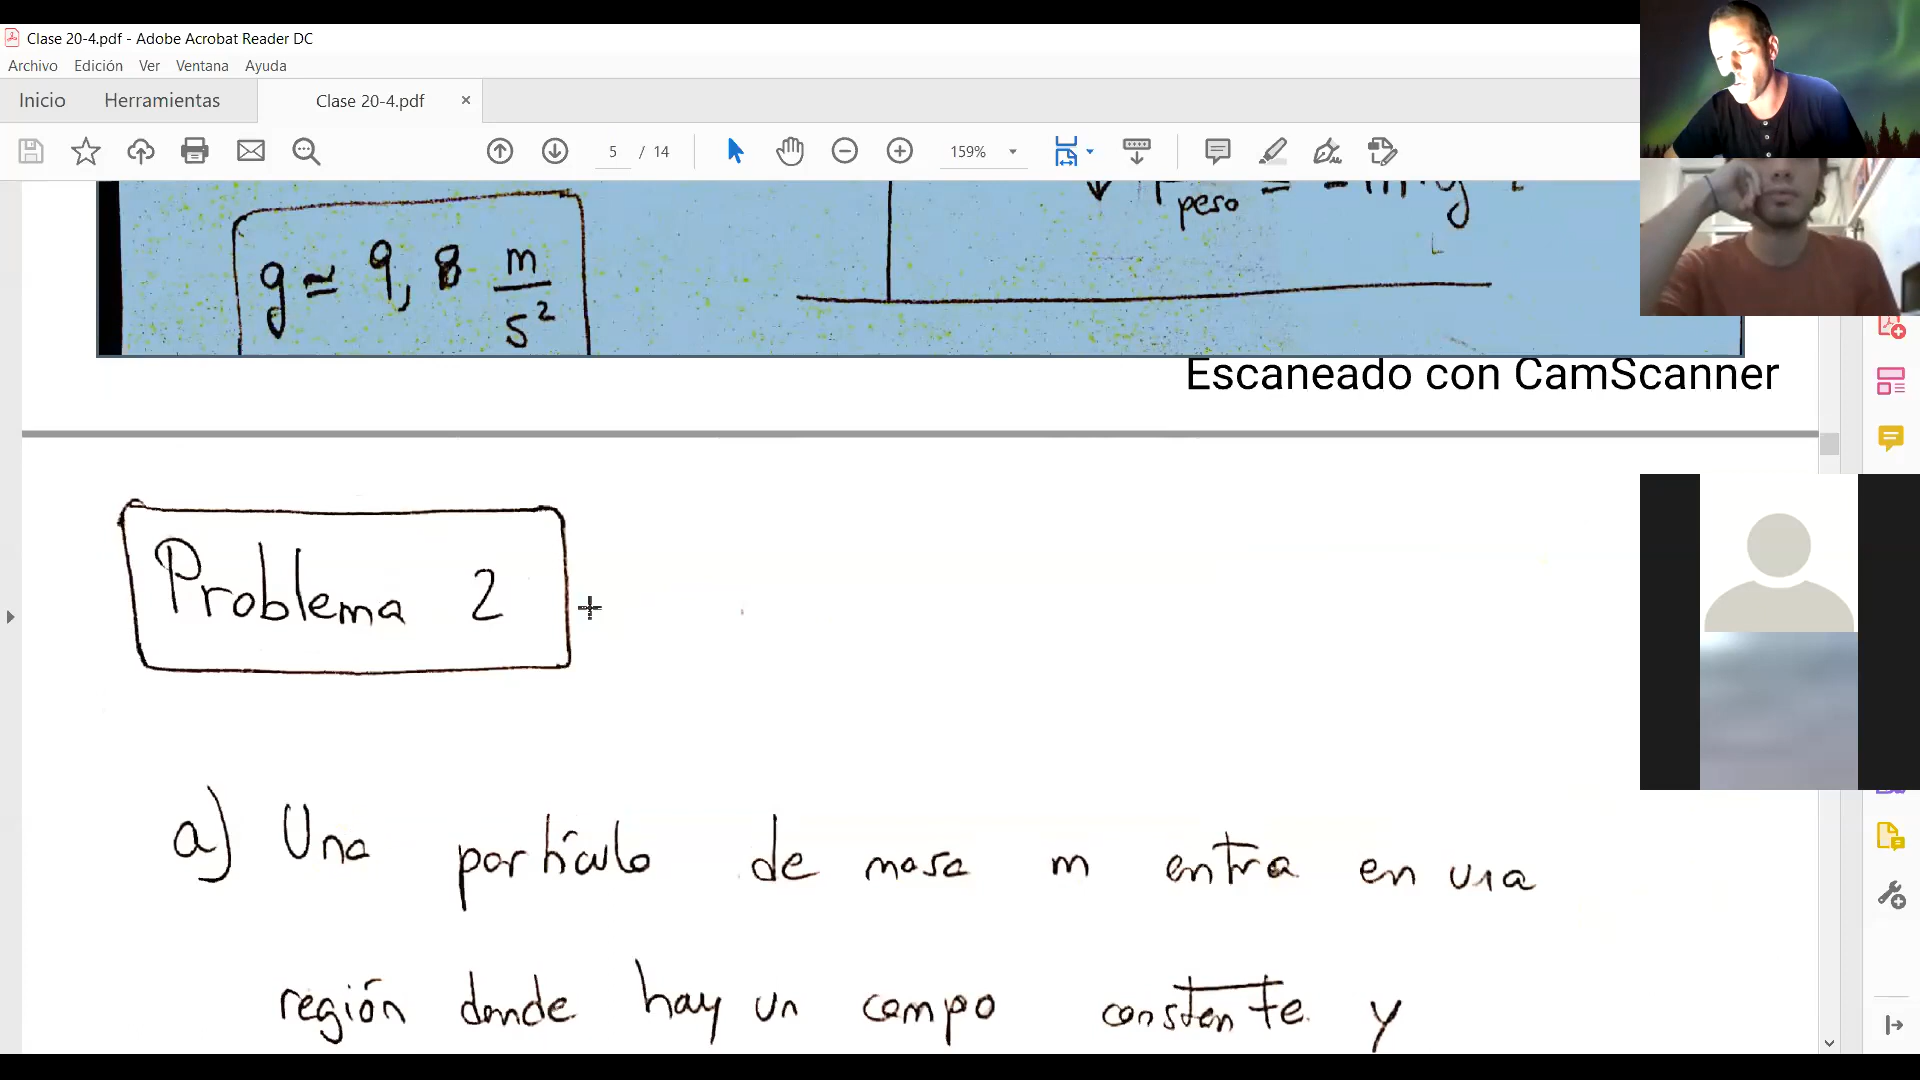 Clase 20-4.pdf - Adobe Acrobat Reader DC
Archivo Edición Ver Ventana Ayuda
Inicio Herramientas Clase 20-4.pdf ×
5 / 14 159%
peso
g ≃ 9,8 m/s²
Escaneado con CamScanner
Problema 2
a) Una partícula de masa m entra en una
región donde hay un campo constante y